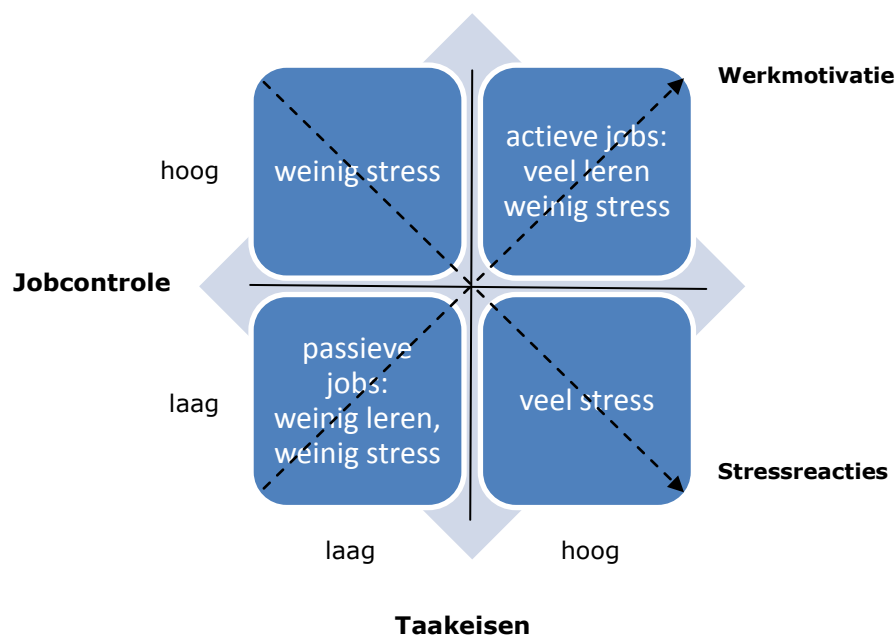 Werkmotivatie
hoog
weinig stress
actieve jobs:
veel leren
weinig stress
Jobcontrole
laag
passieve
jobs:
weinig leren,
weinig stress
veel stress
Stressreacties
laag
hoog
Taakeisen